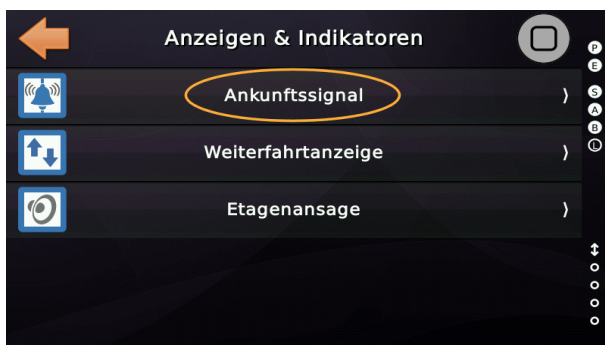 Anzeigen & Indikatoren
Ankunftssignal
Weiterfahrtanzeige
Etagenansage
P
E
S
A
B
L